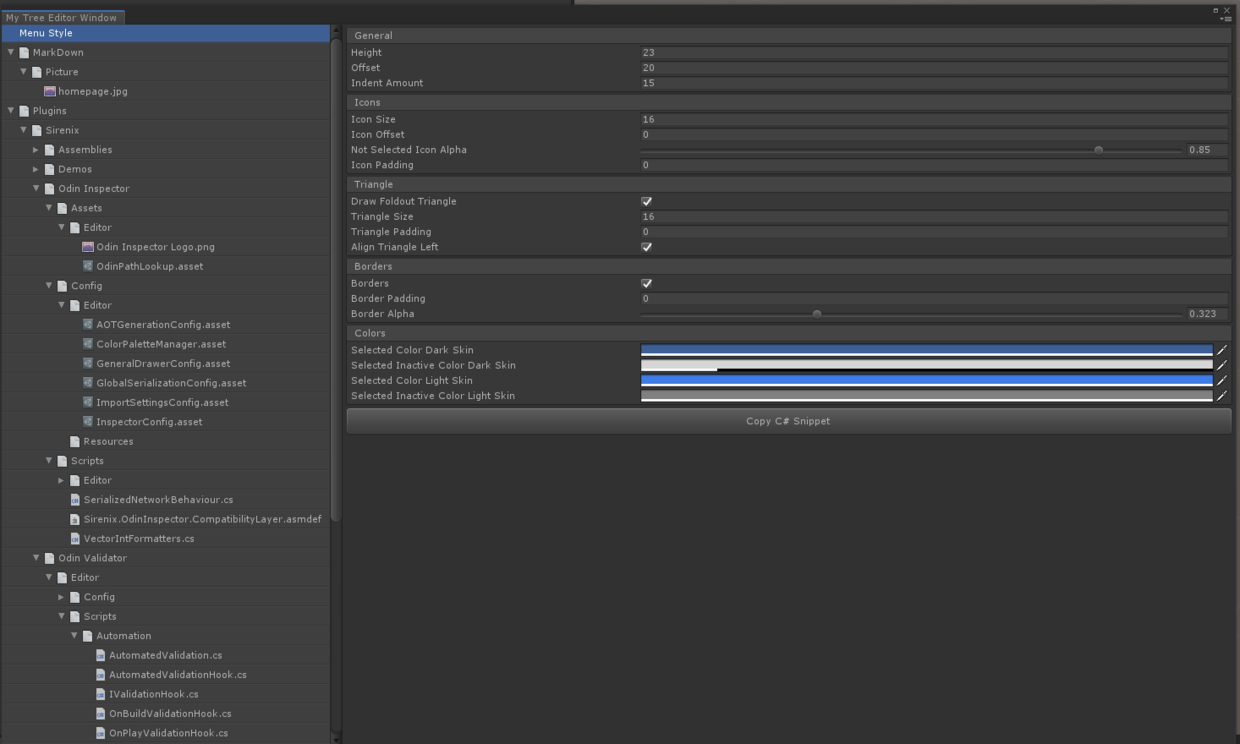 My Tree Editor Window
Menu Style
MarkDown
Picture
homepage.jpg
Plugins
Sirenix
Assemblies
Demos
Odin Inspector
Assets
Editor
Odin Inspector Logo.png
OdinPathLookup.asset
Config
Editor
AOTGenerationConfig.asset
ColorPaletteManager.asset
GeneralDrawerConfig.asset
GlobalSerializationConfig.asset
ImportSettingsConfig.asset
InspectorConfig.asset
Resources
Scripts
Editor
SerializedNetworkBehaviour.cs
Sirenix.OdinInspector.CompatibilityLayer.asmdef
VectorIntFormatters.cs
Odin Validator
Editor
Config
Scripts
Automation
AutomatedValidation.cs
AutomatedValidationHook.cs
IValidationHook.cs
OnBuildValidationHook.cs
OnPlayValidationHook.cs
General
Height 23
Offset 20
Indent Amount 15
Icons
Icon Size 16
Icon Offset 0
Not Selected Icon Alpha 0.85
Icon Padding 0
Triangle
Draw Foldout Triangle
Triangle Size 16
Triangle Padding 0
Align Triangle Left
Borders
Borders
Border Padding 0
Border Alpha 0.323
Colors
Selected Color Dark Skin
Selected Inactive Color Dark Skin
Selected Color Light Skin
Selected Inactive Color Light Skin
Copy C# Snippet